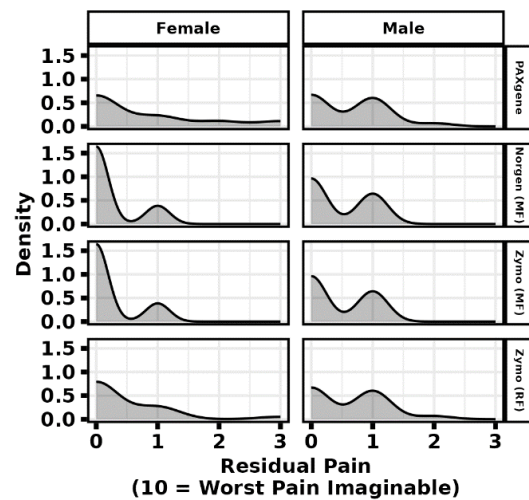 Female
Male
1.5
1.0
0.5
0.0
PAXgene
1.5
1.0
0.5
0.0
Norgen (MF)
1.5
1.0
0.5
0.0
Zymo (MF)
1.5
1.0
0.5
0.0
Zymo (RF)
Density
0 1 2 3
0 1 2 3
Residual Pain
(10 = Worst Pain Imaginable)